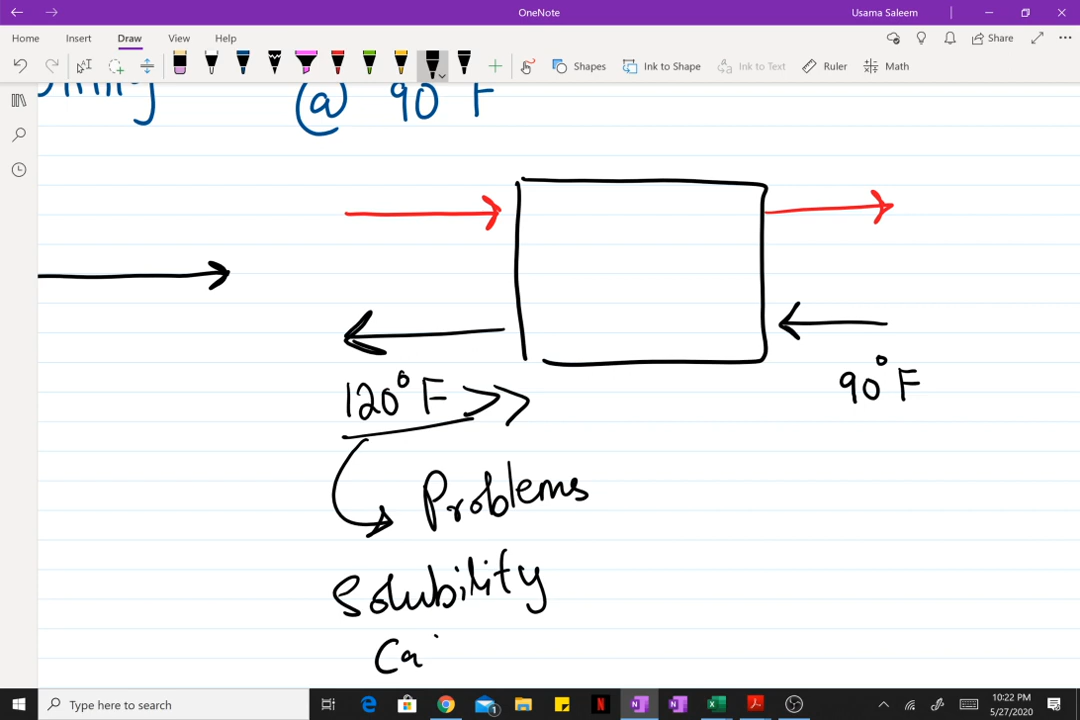 OneNote
Usama Saleem
Home Insert Draw View Help
Share
Shapes Ink to Shape Ink to Text Ruler Math
@ 90 F
90°F
120°F >>
Problems
Solubility
Ca
Type here to search
1
10:22 PM
5/27/2020